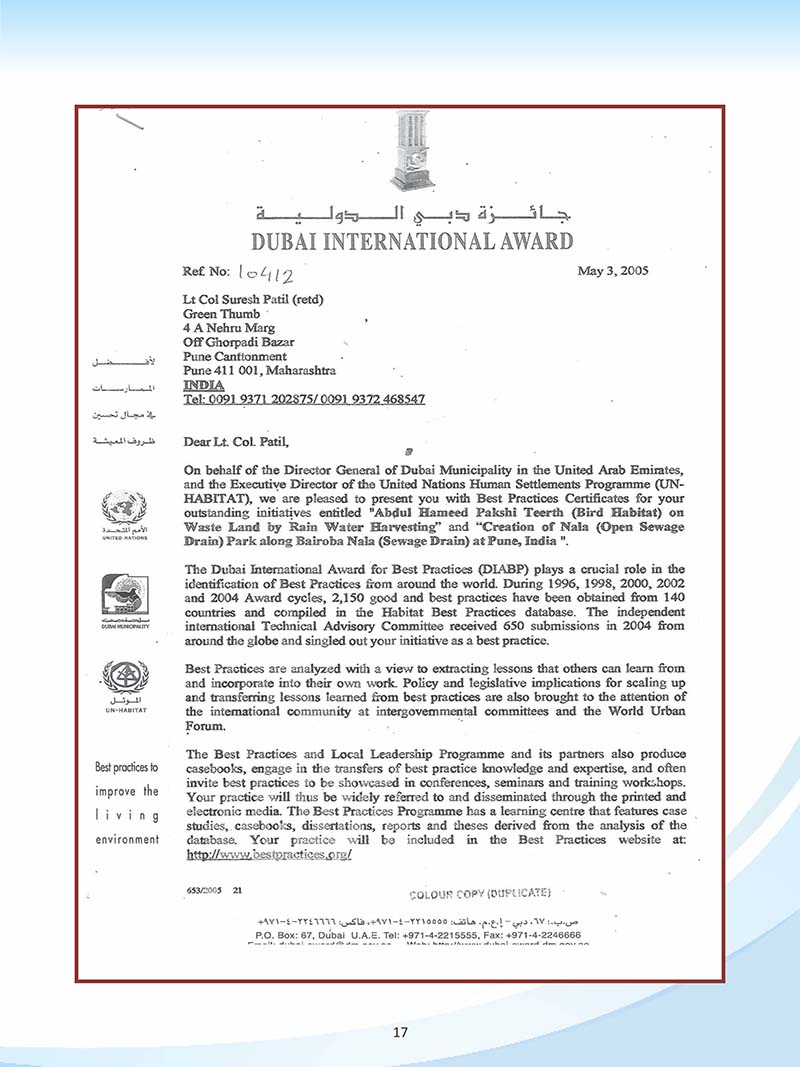 جائزة دبي الدولية
DUBAI INTERNATIONAL AWARD
Ref. No: 10412
May 3, 2005
Lt Col Suresh Patil (retd)
Green Thumb
4 A Nehru Marg
Off Ghorpadi Bazar
Pune Canttonment
Pune 411 001, Maharashtra
INDIA
Tel: 0091 9371 202875/ 0091 9372 468547
لأفضل
الممارسات
في مجال تحسين
ظروف المعيشة
Dear Lt. Col. Patil,
On behalf of the Director General of Dubai Municipality in the United Arab Emirates,
and the Executive Director of the United Nations Human Settlements Programme (UN-
HABITAT), we are pleased to present you with Best Practices Certificates for your
outstanding initiatives entitled "Abdul Hameed Pakshi Teerth (Bird Habitat) on
Waste Land by Rain Water Harvesting" and “Creation of Nala (Open Sewage
Drain) Park along Bairoba Nala (Sewage Drain) at Pune, India ".
الأمم المتحدة
UNITED NATIONS
The Dubai International Award for Best Practices (DIABP) plays a crucial role in the
identification of Best Practices from around the world. During 1996, 1998, 2000, 2002
and 2004 Award cycles, 2,150 good and best practices have been obtained from 140
countries and compiled in the Habitat Best Practices database. The independent
international Technical Advisory Committee received 650 submissions in 2004 from
around the globe and singled out your initiative as a best practice.
DUBAI MUNICIPALITY
Best Practices are analyzed with a view to extracting lessons that others can learn from
and incorporate into their own work. Policy and legislative implications for scaling up
and transferring lessons learned from best practices are also brought to the attention of
the international community at intergovernmental committees and the World Urban
Forum.
الموئل
UN-HABITAT
The Best Practices and Local Leadership Programme and its partners also produce
casebooks, engage in the transfers of best practice knowledge and expertise, and often
invite best practices to be showcased in conferences, seminars and training workshops.
Your practice will thus be widely referred to and disseminated through the printed and
electronic media. The Best Practices Programme has a learning centre that features case
studies, casebooks, dissertations, reports and theses derived from the analysis of the
database. Your practice will be included in the Best Practices website at:
http://www.bestpractices.org/
Best practices to
improve the
living
environment
653/2005 21
COLOUR COPY (DUPLICATE)
ص.ب.: ٦٧، دبي – إ.ع.م. هاتف: ٢٢١٥٥٥٥-٤-٩٧١+، فاكس: ٢٢٤٦٦٦٦-٤-٩٧١+
P.O. Box: 67, Dubai U.A.E. Tel: +971-4-2215555, Fax: +971-4-2246666
17